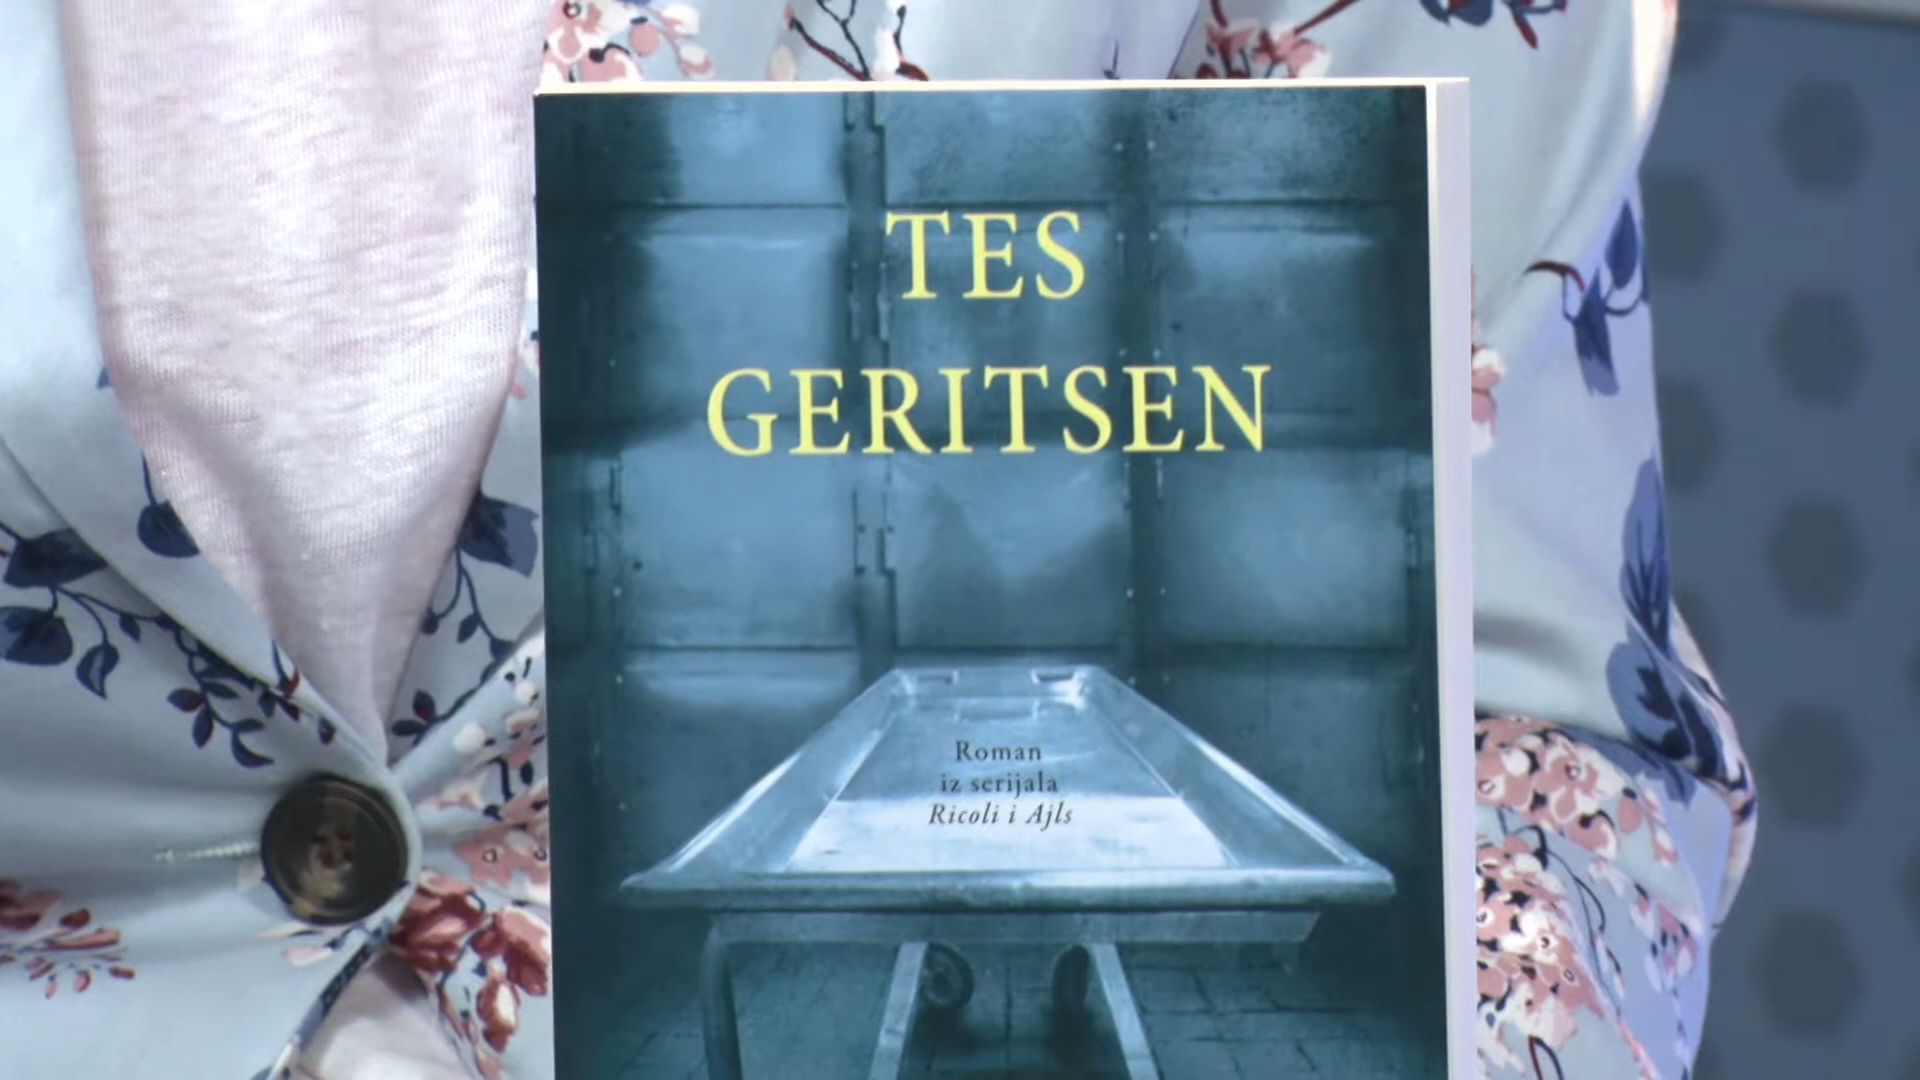 TES
GERITSEN
Roman
iz serijala
Ricoli i Ajls